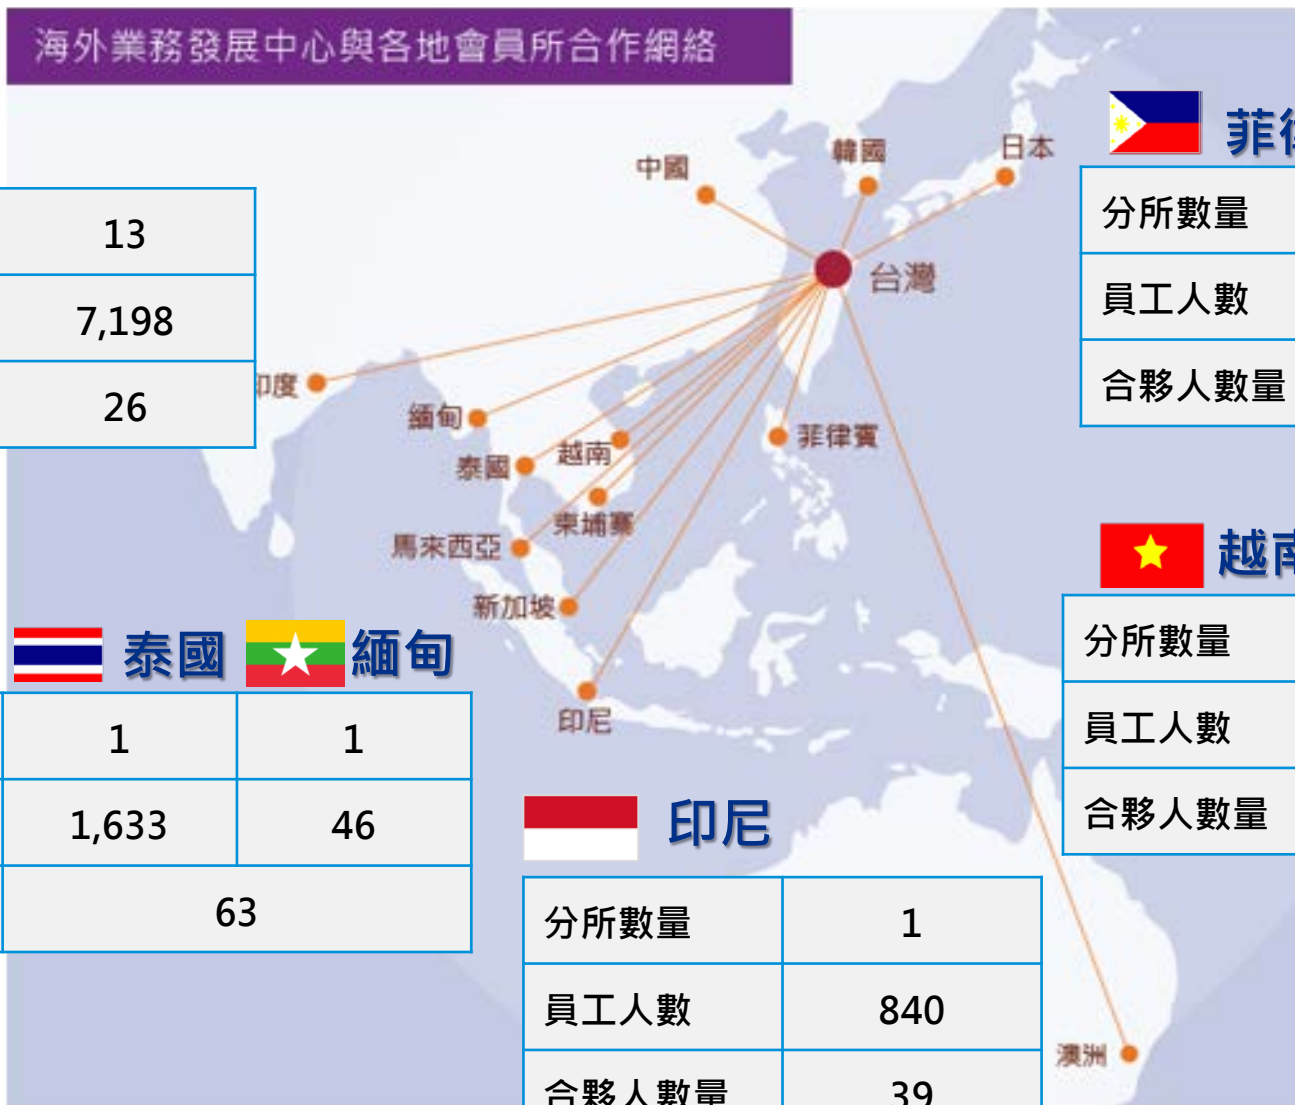 海外業務發展中心與各地會員所合作網絡
中國
韓國
日本
台灣
印度
緬甸
泰國
越南
柬埔寨
菲律賓
馬來西亞
新加坡
印尼
澳洲
13
7,198
26
菲律
分所數量
員工人數
合夥人數量
越南
分所數量
員工人數
合夥人數量
泰國 緬甸
1 1
1,633 46
63
印尼
分所數量 1
員工人數 840
合夥人數量 39